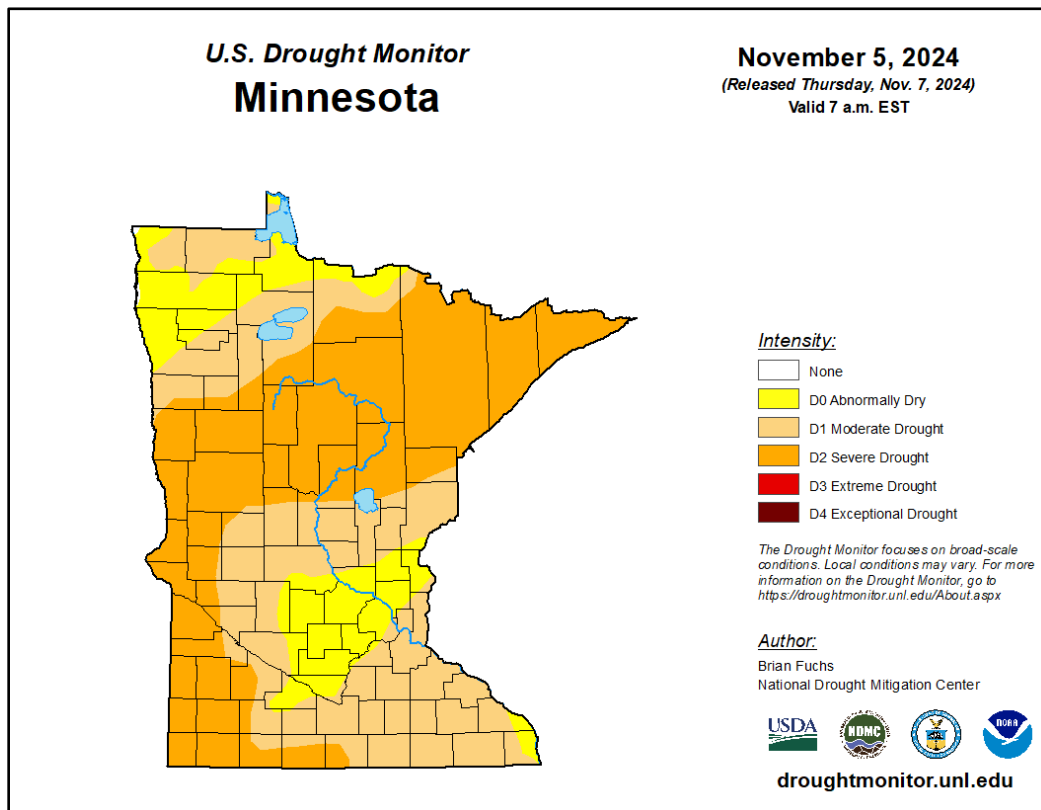 U.S. Drought Monitor
Minnesota
November 5, 2024
(Released Thursday, Nov. 7, 2024)
Valid 7 a.m. EST
Intensity:
None
D0 Abnormally Dry
D1 Moderate Drought
D2 Severe Drought
D3 Extreme Drought
D4 Exceptional Drought
The Drought Monitor focuses on broad-scale
conditions. Local conditions may vary. For more
information on the Drought Monitor, go to
https://droughtmonitor.unl.edu/About.aspx
Author:
Brian Fuchs
National Drought Mitigation Center
USDA
NDMC
NOAA
droughtmonitor.unl.edu